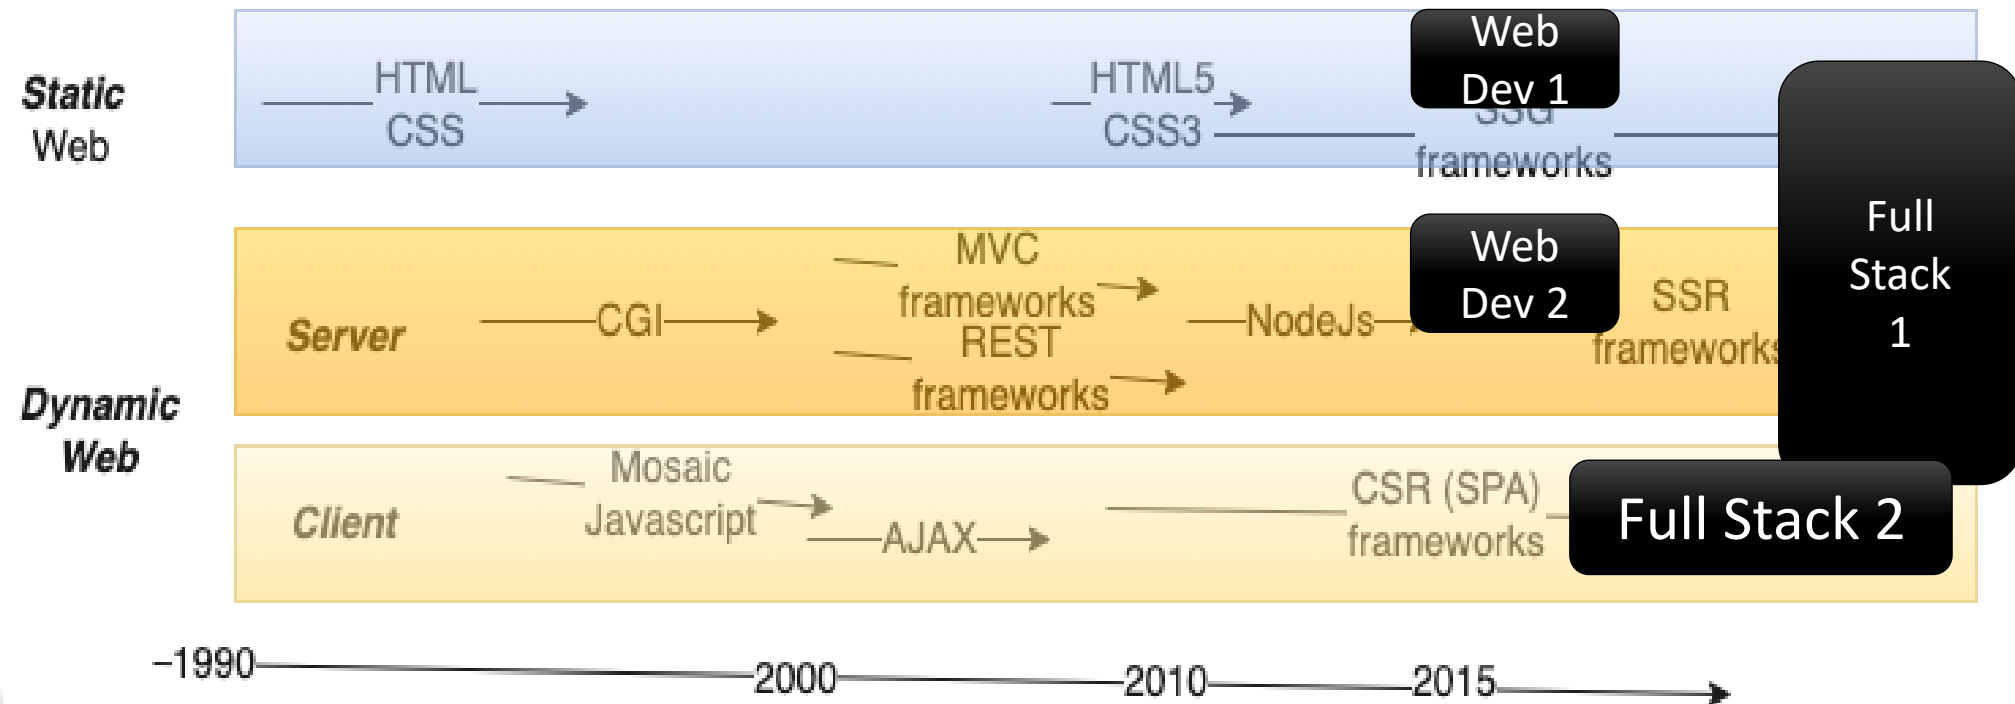 Static
Web
HTML
CSS
HTML5
CSS3
Web
Dev 1
SSG
frameworks
Full
Stack
1
Dynamic
Web
Server
CGI
MVC
frameworks
REST
frameworks
NodeJs
Web
Dev 2
SSR
frameworks
Client
Mosaic
Javascript
AJAX
CSR (SPA)
frameworks
Full Stack 2
~1990
2000
2010
2015